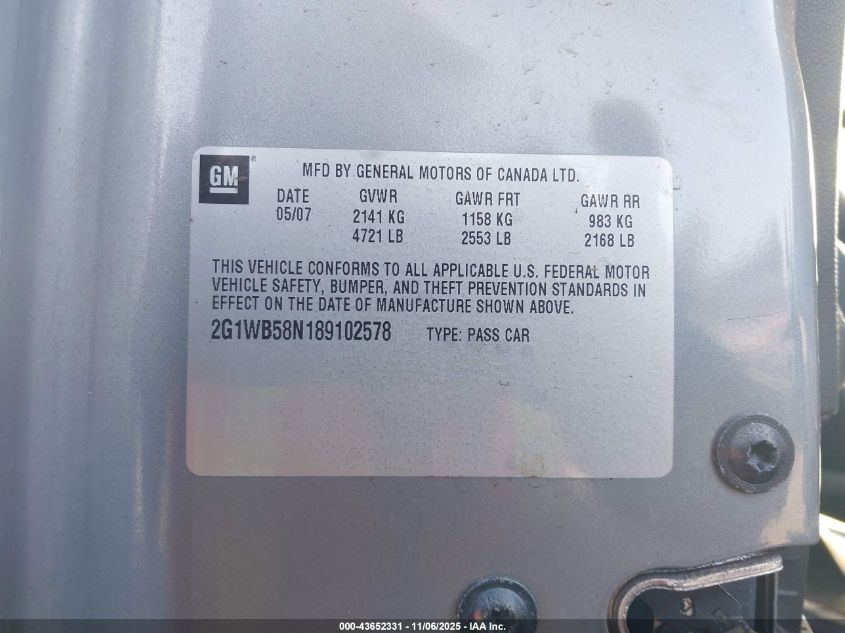 GM
MFD BY GENERAL MOTORS OF CANADA LTD.
DATE GVWR GAWR FRT GAWR RR
05/07 2141 KG 1158 KG 983 KG
4721 LB 2553 LB 2168 LB
THIS VEHICLE CONFORMS TO ALL APPLICABLE U.S. FEDERAL MOTOR
VEHICLE SAFETY, BUMPER, AND THEFT PREVENTION STANDARDS IN
EFFECT ON THE DATE OF MANUFACTURE SHOWN ABOVE.
2G1WB58N189102578 TYPE: PASS CAR
000-43652331 - 11/06/2025 - IAA Inc.